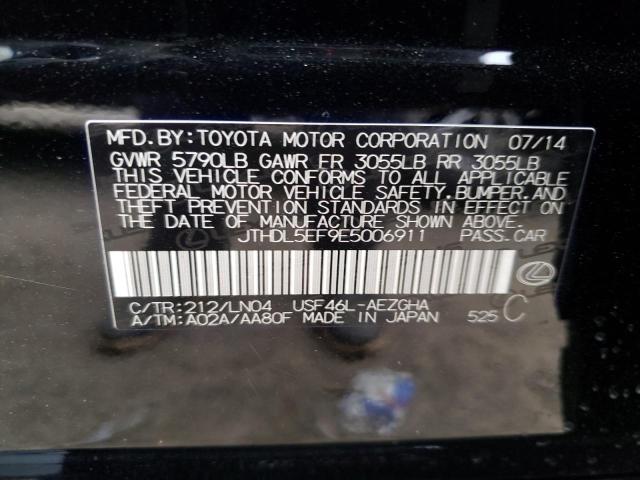 MFD.BY:TOYOTA MOTOR CORPORATION 07/14
GVWR 5790LB GAWR FR 3055LB RR 3055LB
THIS VEHICLE CONFORMS TO ALL APPLICABLE
FEDERAL MOTOR VEHICLE SAFETY,BUMPER,AND
THEFT PREVENTION STANDARDS IN EFFECT ON
THE DATE OF MANUFACTURE SHOWN ABOVE.
JTHDL5EF9E5006911 PASS.CAR
C/TR:212/LN04 USF46L-AEZGHA
A/TM:A02A/AA80F MADE IN JAPAN 525 C